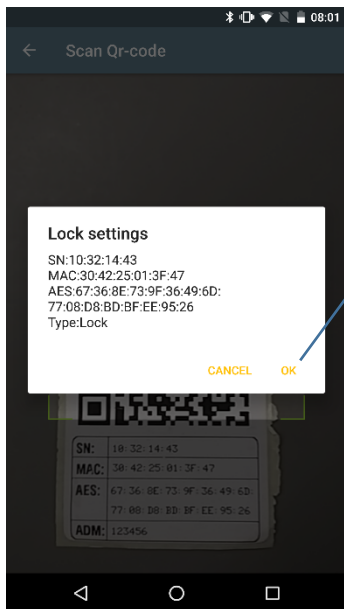 08:01
Scan Qr-code
Lock settings
SN:10:32:14:43
MAC:30:42:25:01:3F:47
AES:67:36:8E:73:9F:36:49:6D:
77:08:D8:BD:BF:EE:95:26
Type:Lock
CANCEL OK
SN: 10:32:14:43
MAC: 30:42:25:01:3F:47
AES: 67:36:8E:73:9F:36:49:6D
77:08:D8:BD:BF:EE:95:26
ADM: 123456